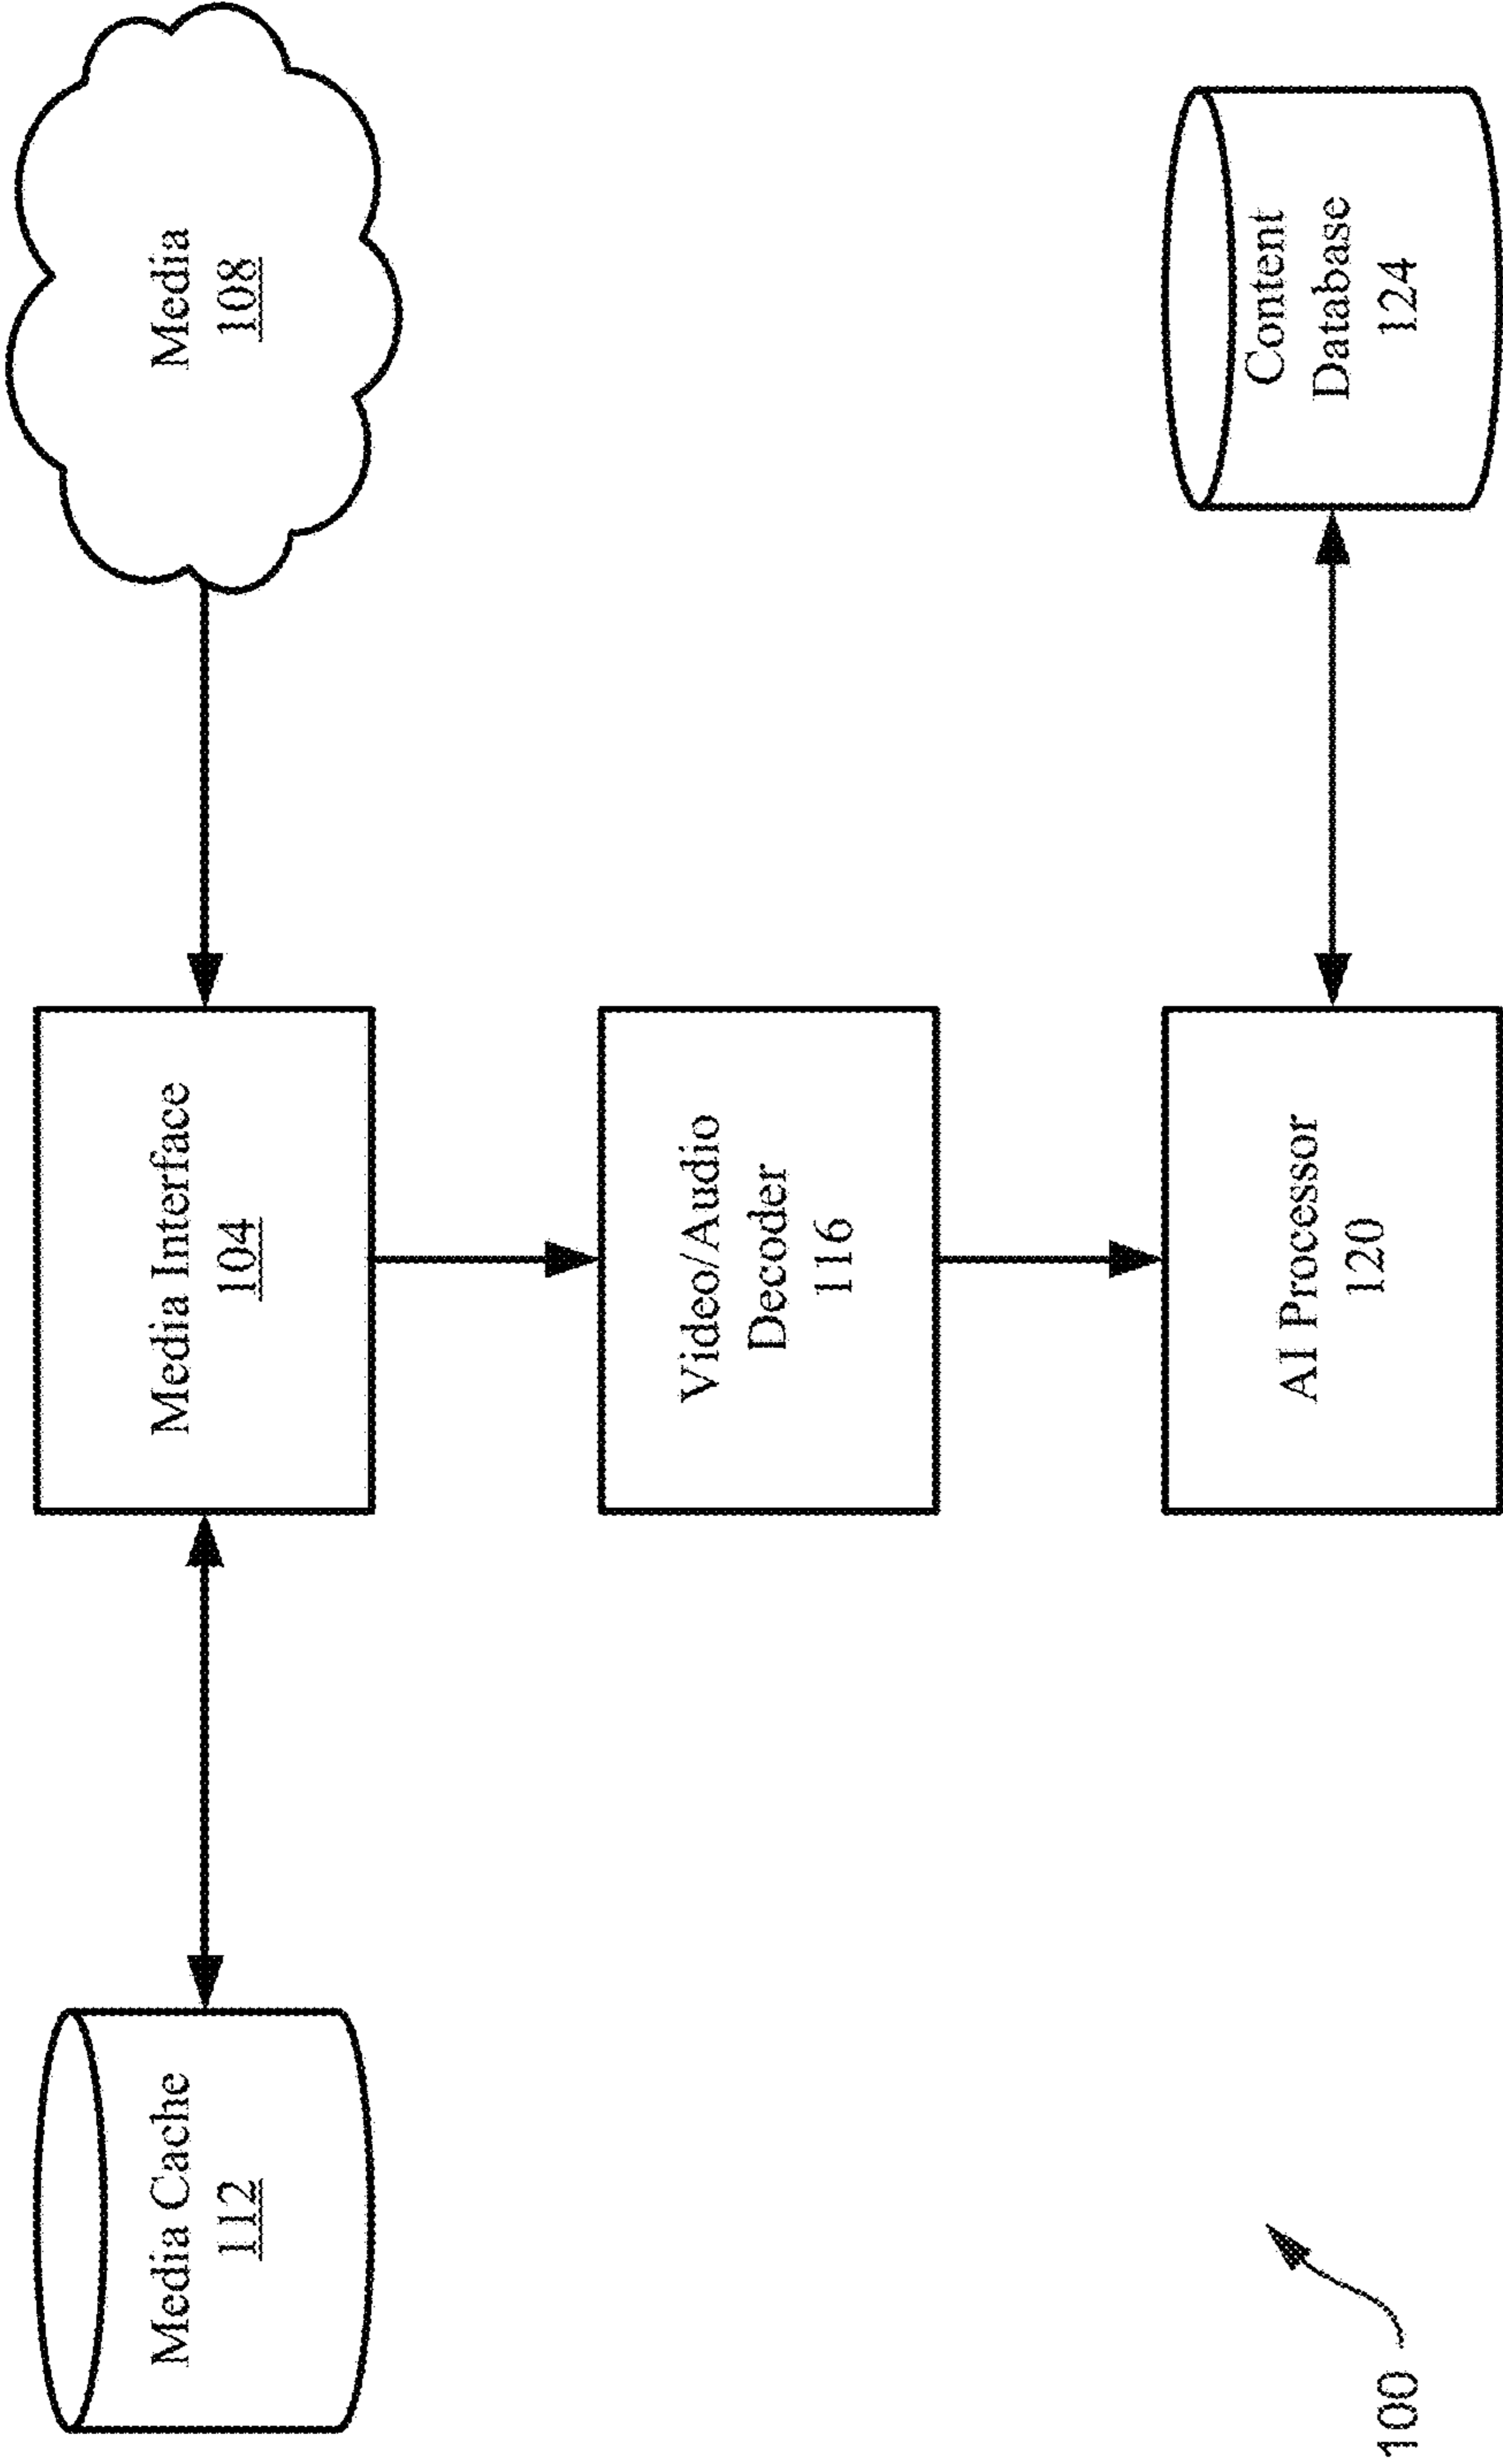 Media Cache
112
Media Interface
104
Media
108
Video/Audio
Decoder
116
AI Processor
120
Content
Database
124
100